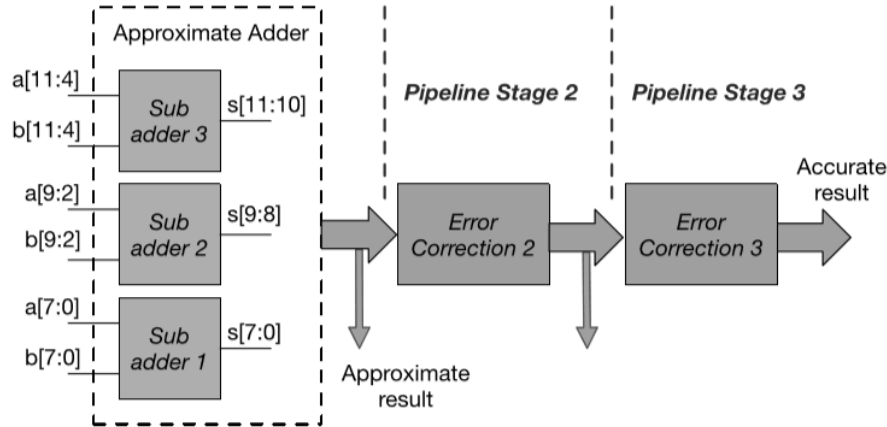 Approximate Adder
a[11:4]
b[11:4]
Sub
adder 3
s[11:10]
a[9:2]
b[9:2]
Sub
adder 2
s[9:8]
a[7:0]
b[7:0]
Sub
adder 1
s[7:0]
Approximate
result
Pipeline Stage 2
Error
Correction 2
Pipeline Stage 3
Error
Correction 3
Accurate
result